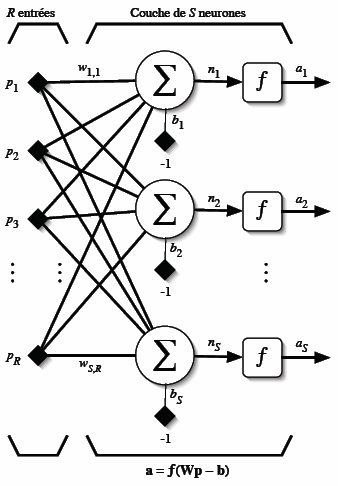 R entrées Couche de S neurones
p1 w1,1 Σ n1 f a1
b1
-1
p2
p3 Σ n2 f a2
b2
-1
pR wS,R Σ nS f aS
bS
-1
a = f(Wp – b)